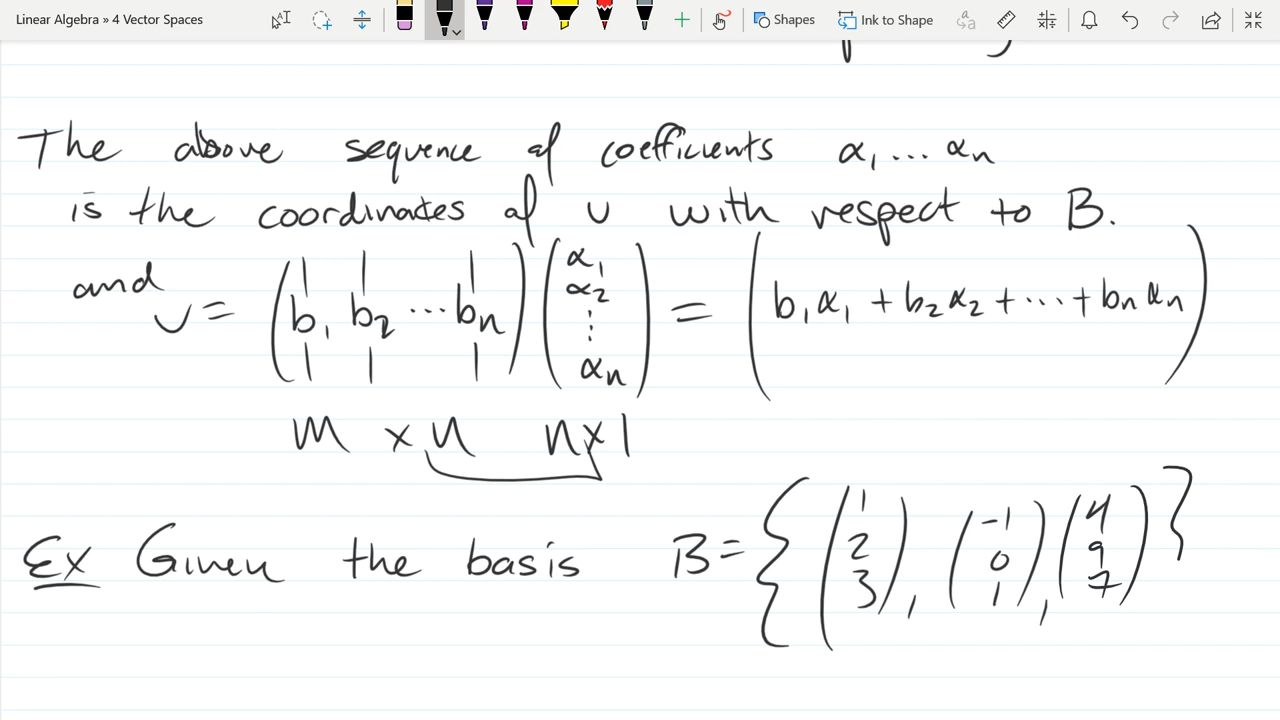 Linear Algebra » 4 Vector Spaces
Shapes
Ink to Shape
The above sequence of coefficients α₁ ... αₙ
is the coordinates of v with respect to B.
and v = (b₁ b₂ ... bₙ) (α₁ α₂ ⋮ αₙ) = (b₁α₁ + b₂α₂ + ... + bₙαₙ)
m × n n×1
Ex Given the basis B = { (1 2 3), (-1 0 1), (4 9 7) }